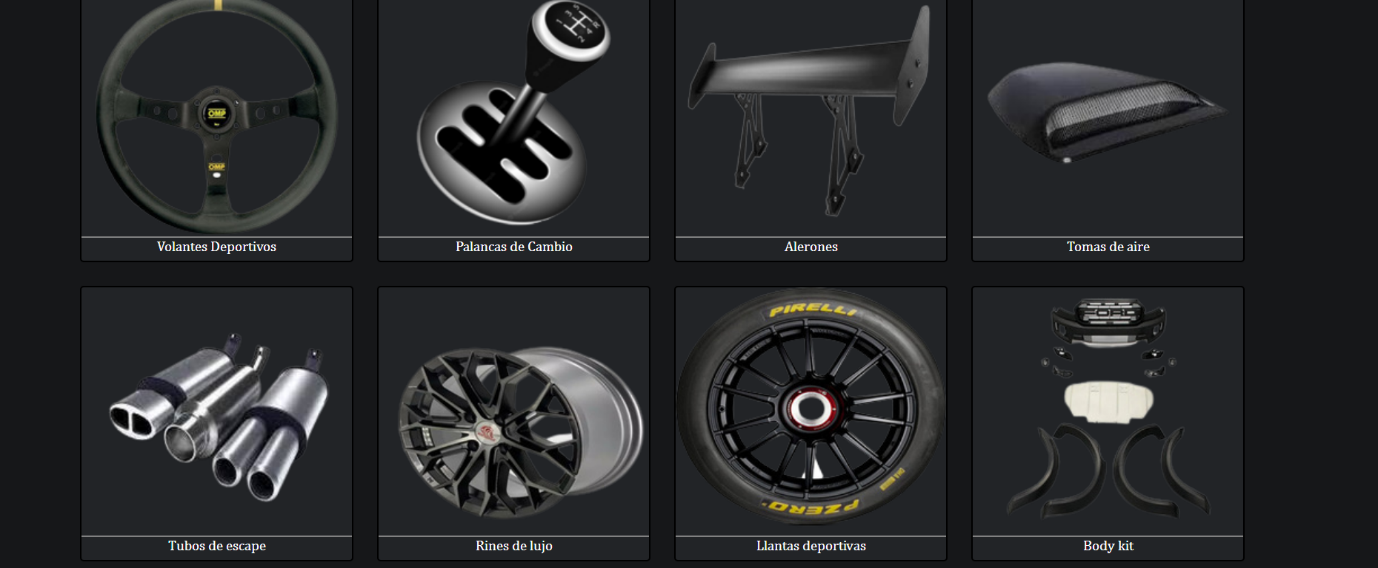 OMP
OMP
Volantes Deportivos
Palancas de Cambio
Alerones
Tomas de aire
PIRELLI
PZERO
Tubos de escape
Rines de lujo
Llantas deportivas
Body kit